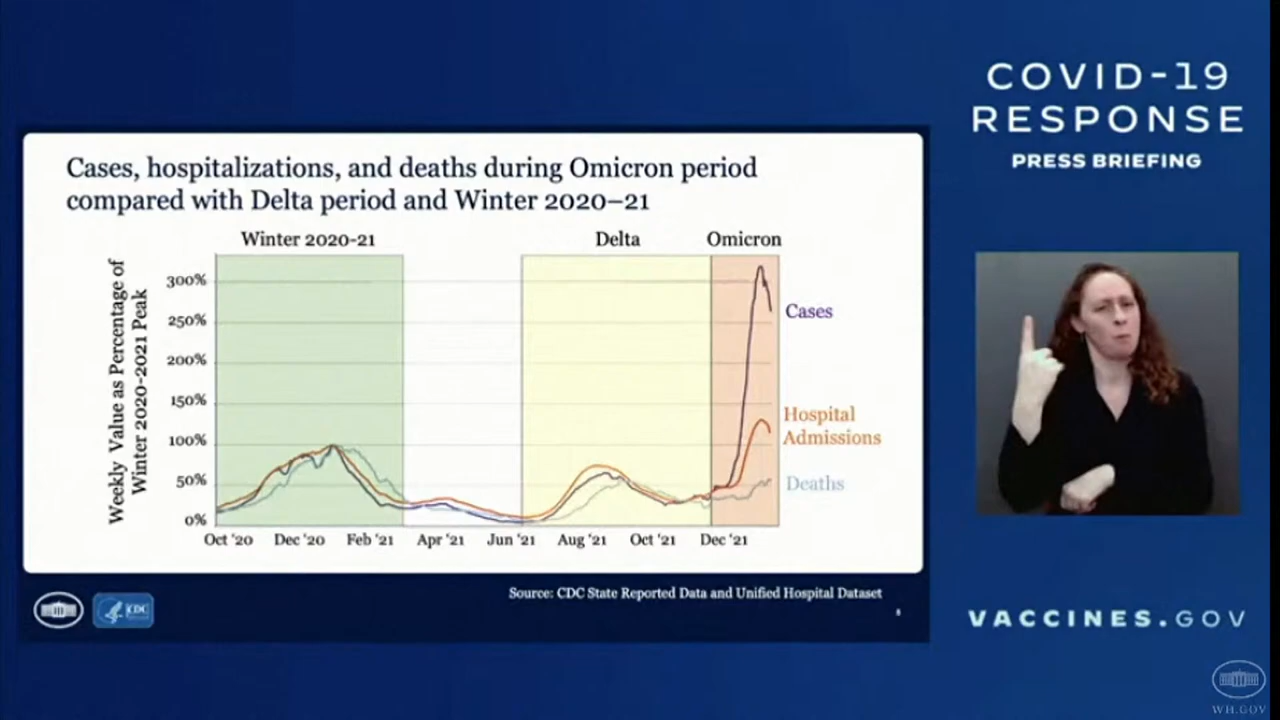 COVID-19
RESPONSE
PRESS BRIEFING
Cases, hospitalizations, and deaths during Omicron period
compared with Delta period and Winter 2020–21
Winter 2020-21
Delta
Omicron
Weekly Value as Percentage of
Winter 2020-2021 Peak
300%
250%
200%
150%
100%
50%
0%
Cases
Hospital
Admissions
Deaths
Oct '20 Dec '20 Feb '21 Apr '21 Jun '21 Aug '21 Oct '21 Dec '21
Source: CDC State Reported Data and Unified Hospital Dataset
CDC
VACCINES.GOV
WH.GOV